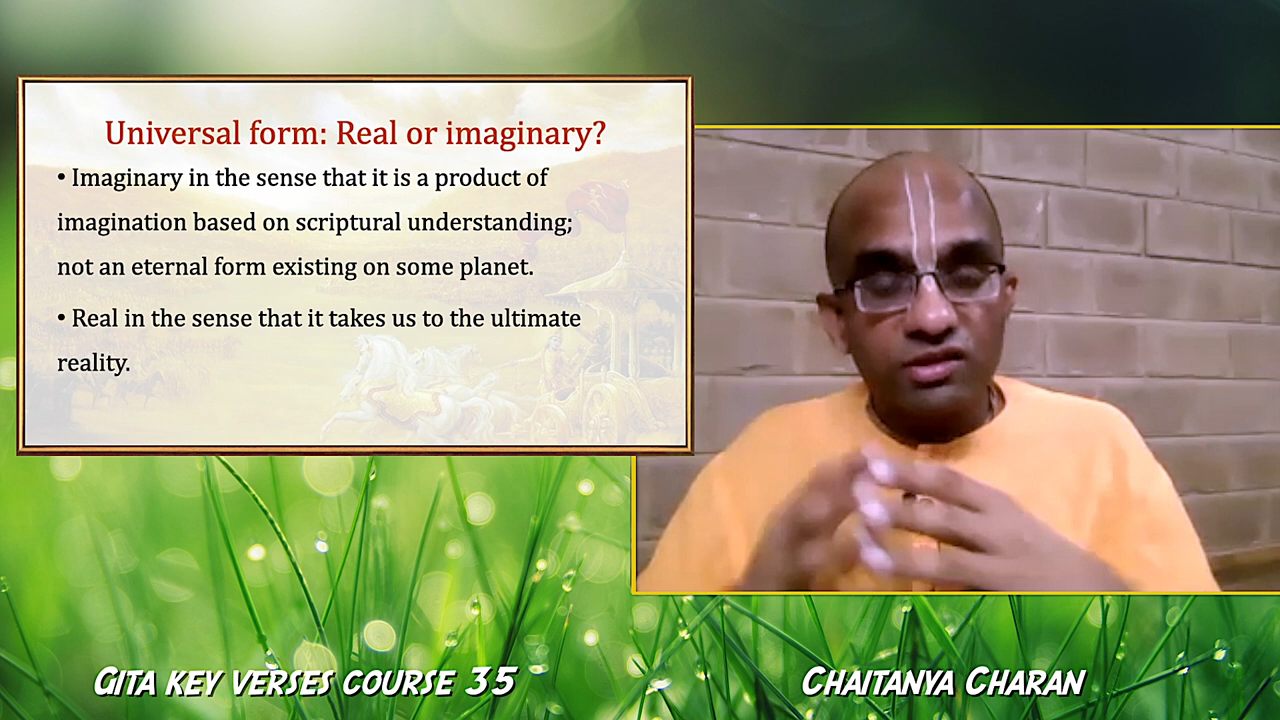 Universal form: Real or imaginary?
• Imaginary in the sense that it is a product of
imagination based on scriptural understanding;
not an eternal form existing on some planet.
• Real in the sense that it takes us to the ultimate
reality.
GITA KEY VERSES COURSE 35
CHAITANYA CHARAN